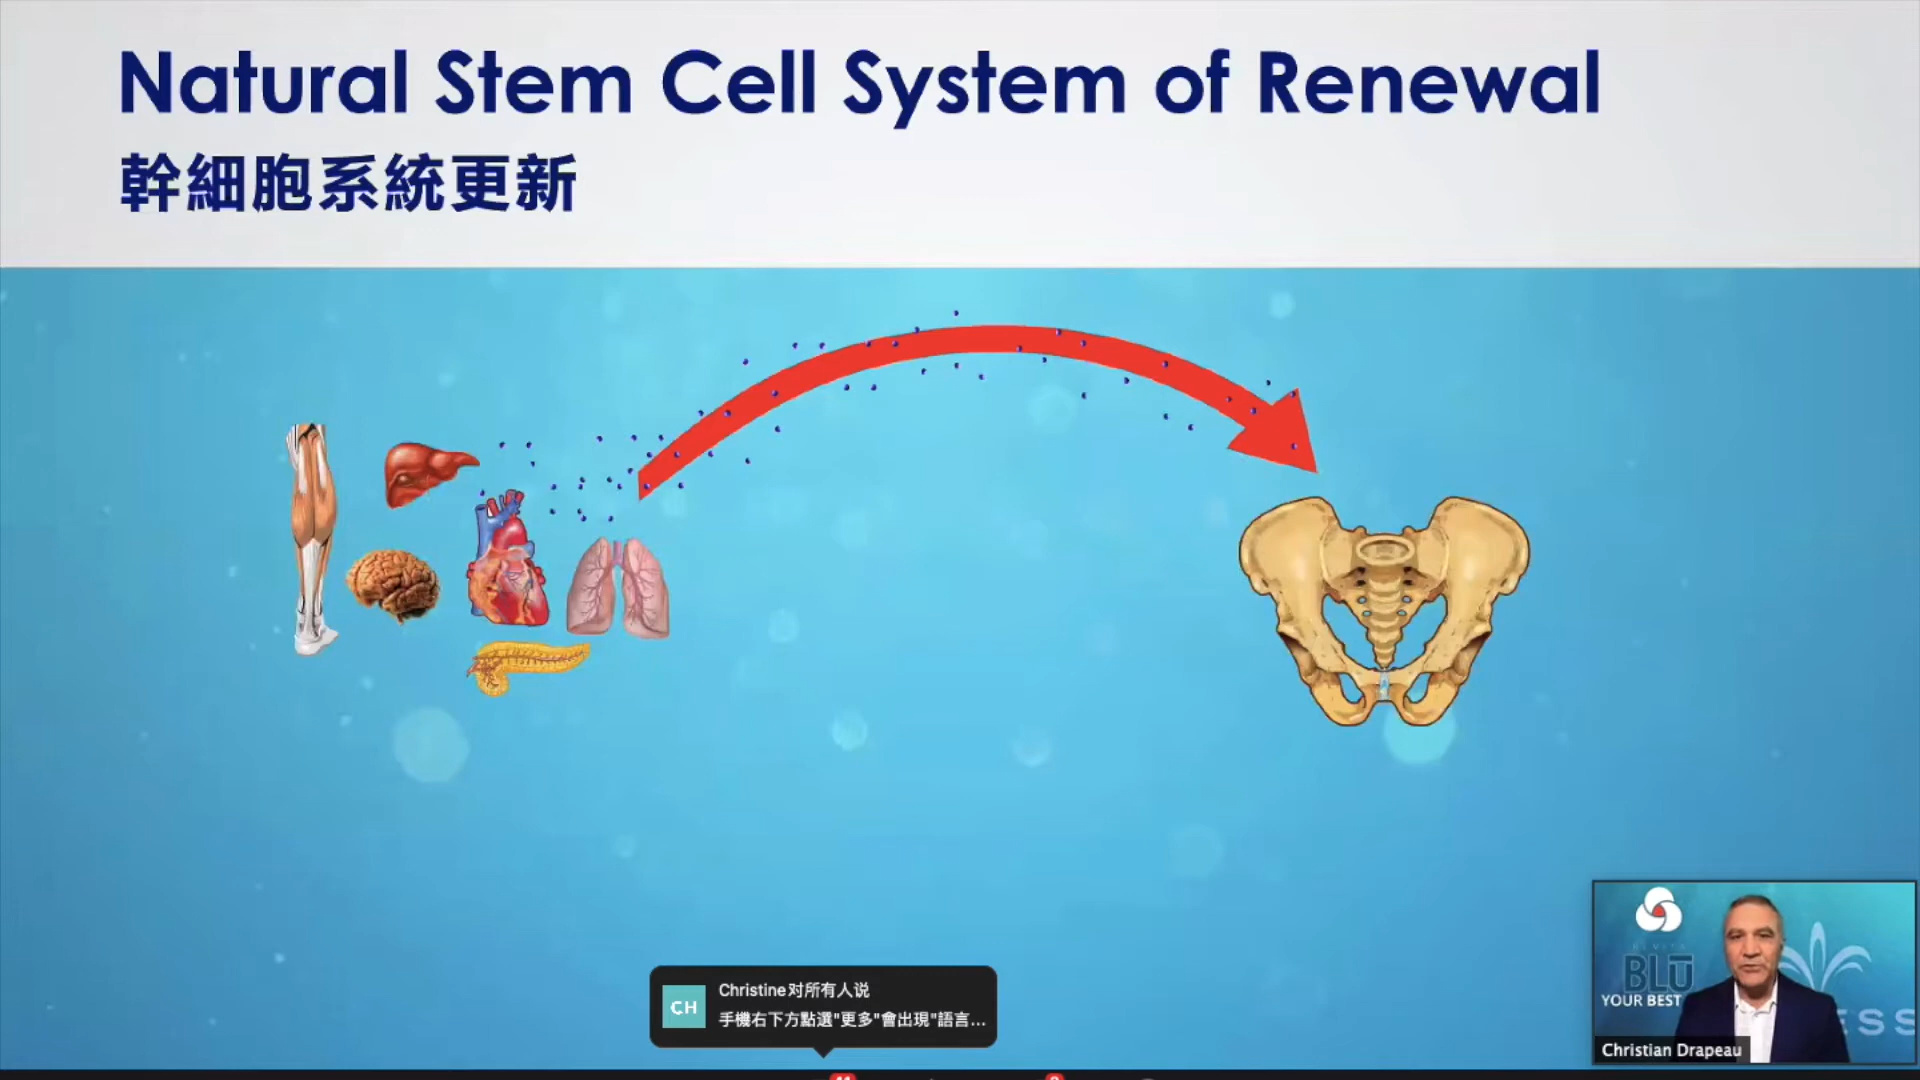 Natural Stem Cell System of Renewal
幹細胞系統更新
Christine对所有人说
CH
手機右下方點選"更多"會出現"語言...
BLU
YOUR BEST
ESS
Christian Drapeau